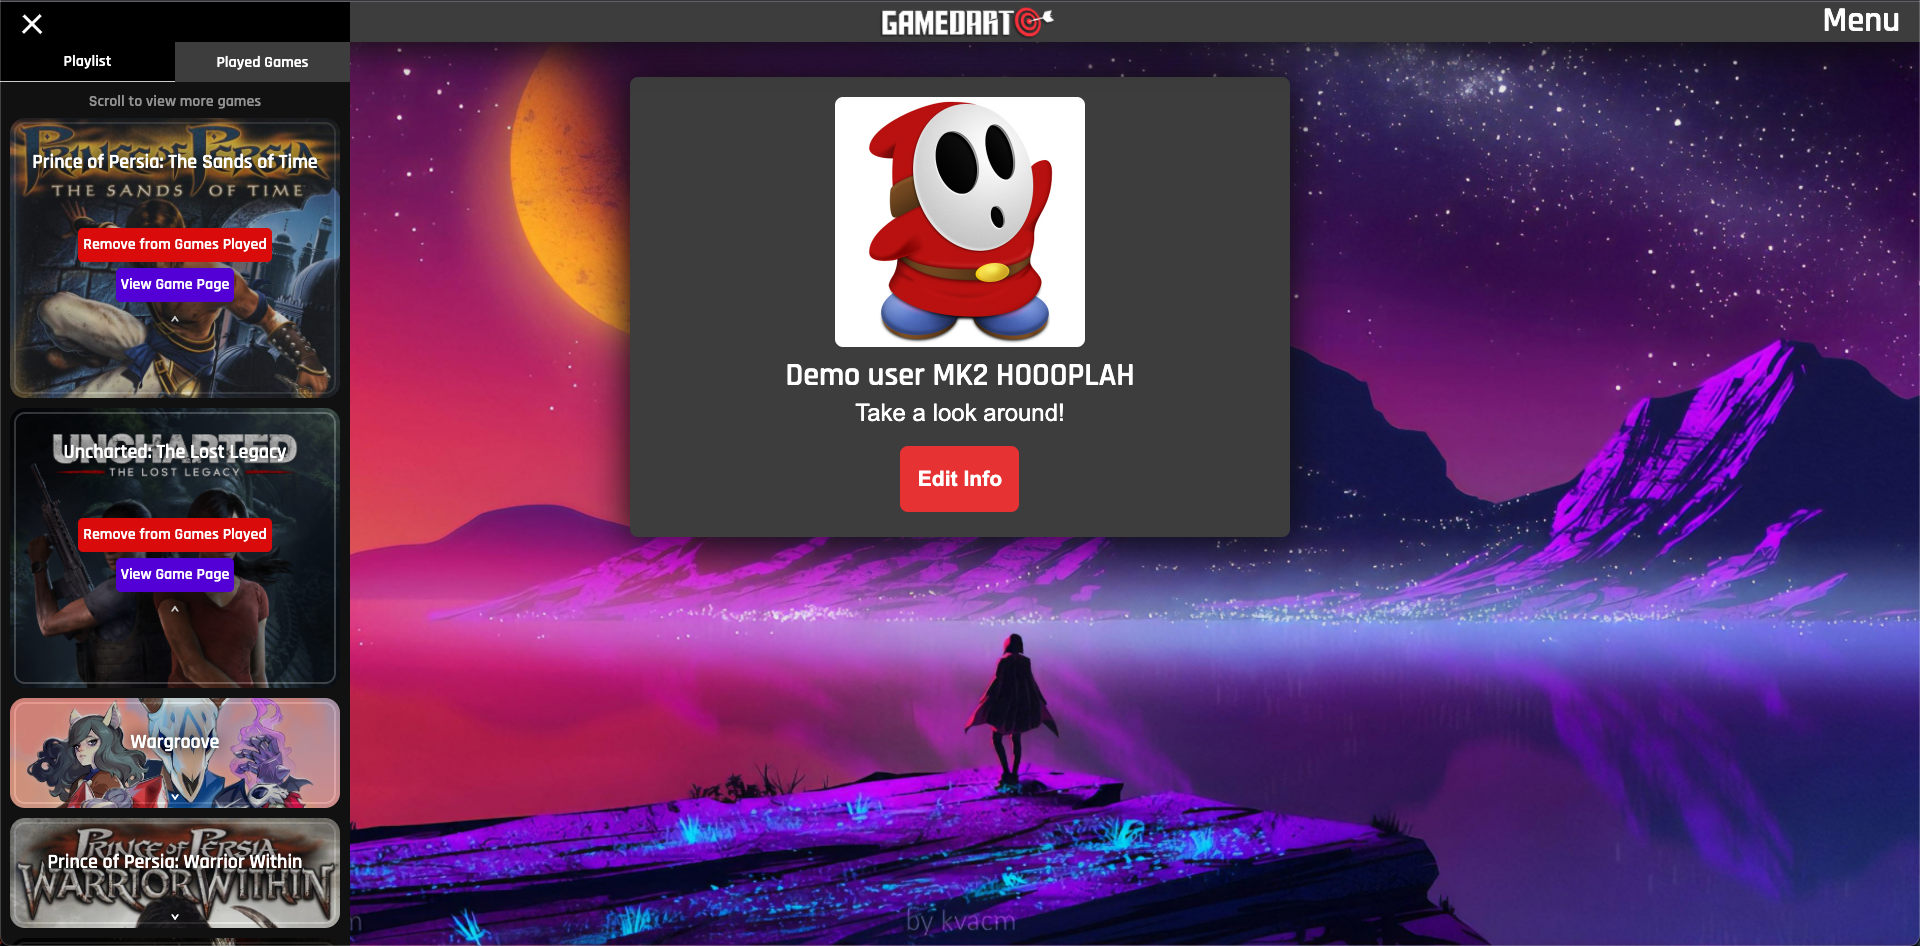 GAMEDART
Menu
Playlist
Played Games
Scroll to view more games
PRINCE OF PERSIA
Prince of Persia: The Sands of Time
THE SANDS OF TIME
Remove from Games Played
View Game Page
UNCHARTED
Uncharted: The Lost Legacy
THE LOST LEGACY
Remove from Games Played
View Game Page
Wargroove
PRINCE OF PERSIA
Prince of Persia: Warrior Within
WARRIOR WITHIN
Demo user MK2 HOOOPLAH
Take a look around!
Edit Info
by kvacm